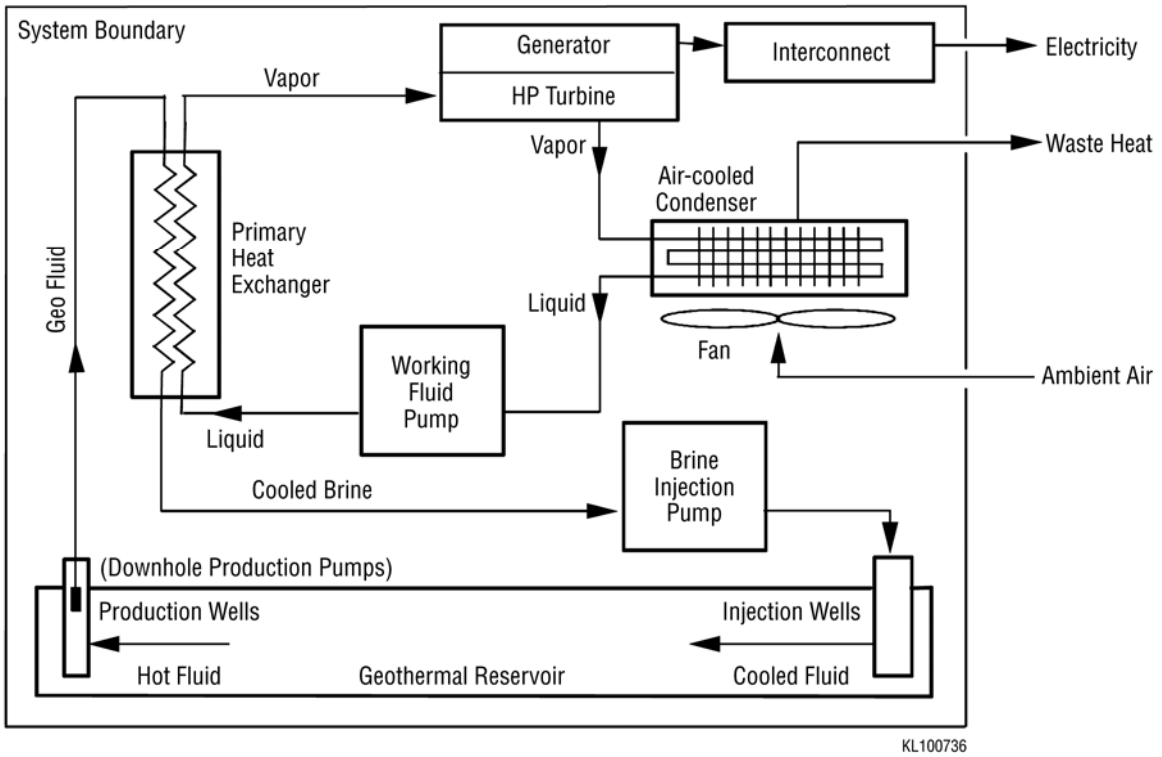 System Boundary
Generator
HP Turbine
Interconnect
Electricity
Vapor
Vapor
Waste Heat
Air-cooled
Condenser
Primary
Heat
Exchanger
Geo Fluid
Liquid
Fan
Ambient Air
Working
Fluid
Pump
Liquid
Cooled Brine
Brine
Injection
Pump
(Downhole Production Pumps)
Production Wells
Injection Wells
Hot Fluid
Geothermal Reservoir
Cooled Fluid
KL100736